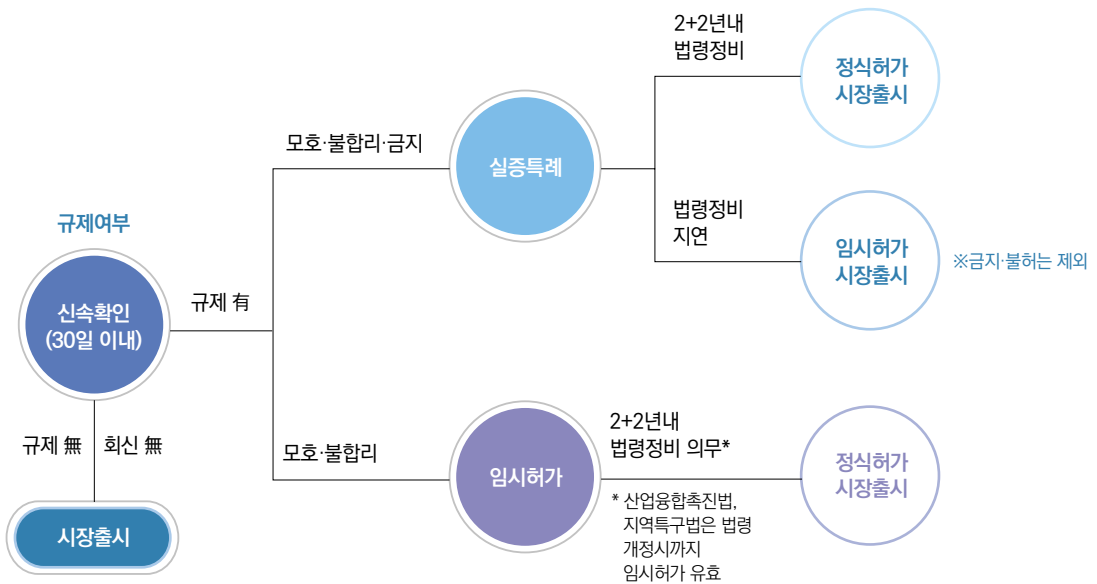 규제여부
신속확인
(30일 이내)
규제 無
회신 無
시장출시
규제 有
모호·불합리·금지
실증특례
2+2년내
법령정비
정식허가
시장출시
법령정비
지연
임시허가
시장출시
※금지·불허는 제외
모호·불합리
임시허가
2+2년내
법령정비 의무*
* 산업융합촉진법,
지역특구법은 법령
개정시까지
임시허가 유효
정식허가
시장출시